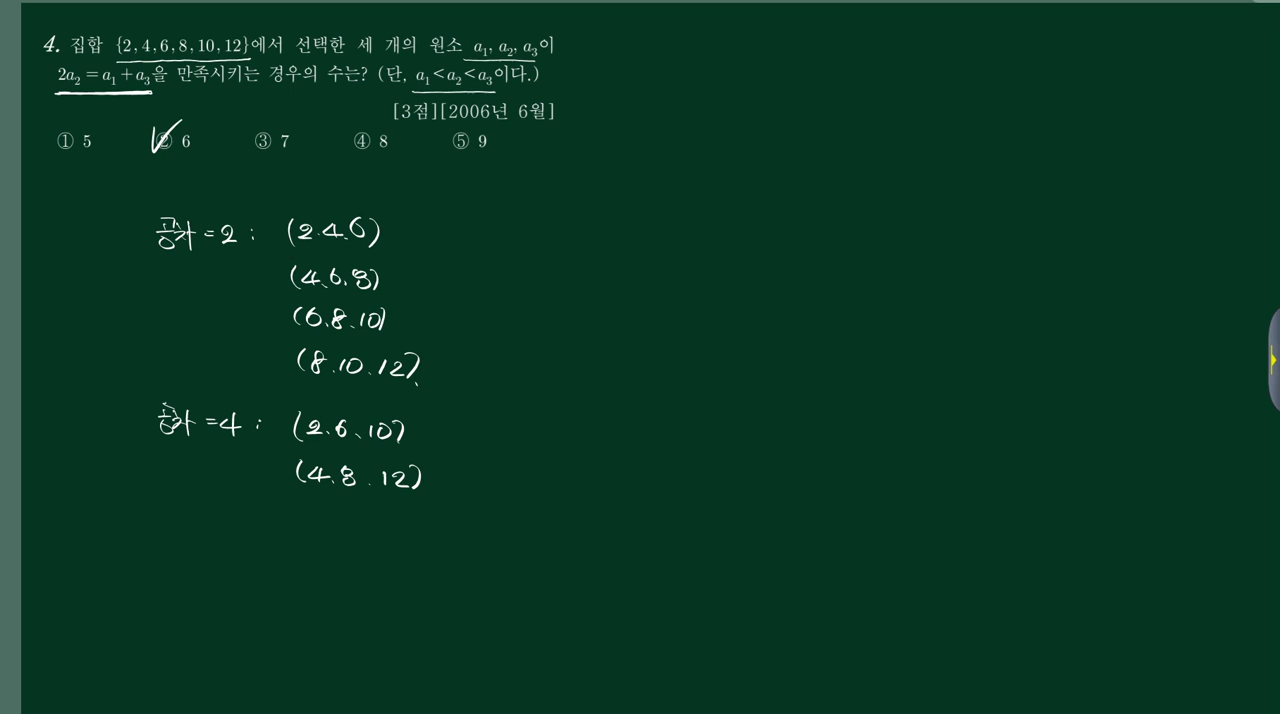 4. 집합 {2, 4, 6, 8, 10, 12}에서 선택한 세 개의 원소 a₁, a₂, a₃이
2a₂ = a₁ + a₃을 만족시키는 경우의 수는? (단, a₁ < a₂ < a₃이다.)
[3점][2006년 6월]
① 5 ② 6 ③ 7 ④ 8 ⑤ 9
공차 = 2 : (2. 4. 6)
(4. 6. 8)
(6. 8. 10)
(8. 10. 12)
공차 = 4 : (2. 6. 10)
(4. 8. 12)